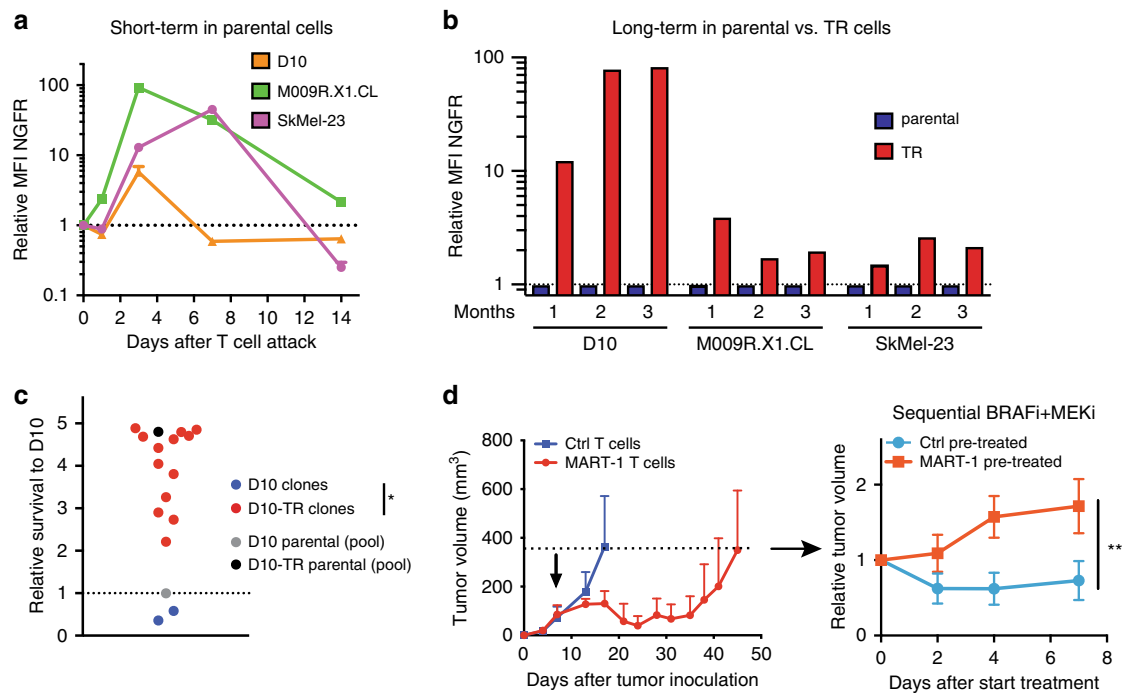 a
Short-term in parental cells
D10
M009R.X1.CL
SkMel-23
Relative MFI NGFR
100
10
1
0.1
0 2 4 6 8 10 12 14
Days after T cell attack
b
Long-term in parental vs. TR cells
parental
TR
Relative MFI NGFR
100
10
1
Months 1 2 3 1 2 3 1 2 3
D10 M009R.X1.CL SkMel-23
c
Relative survival to D10
5
4
3
2
1
0
D10 clones
D10-TR clones
*
D10 parental (pool)
D10-TR parental (pool)
d
Ctrl T cells
MART-1 T cells
Tumor volume (mm³)
800
600
400
200
0
0 10 20 30 40 50
Days after tumor inoculation
Sequential BRAFi+MEKi
Ctrl pre-treated
MART-1 pre-treated
Relative tumor volume
2
1
0
**
0 2 4 6 8
Days after start treatment